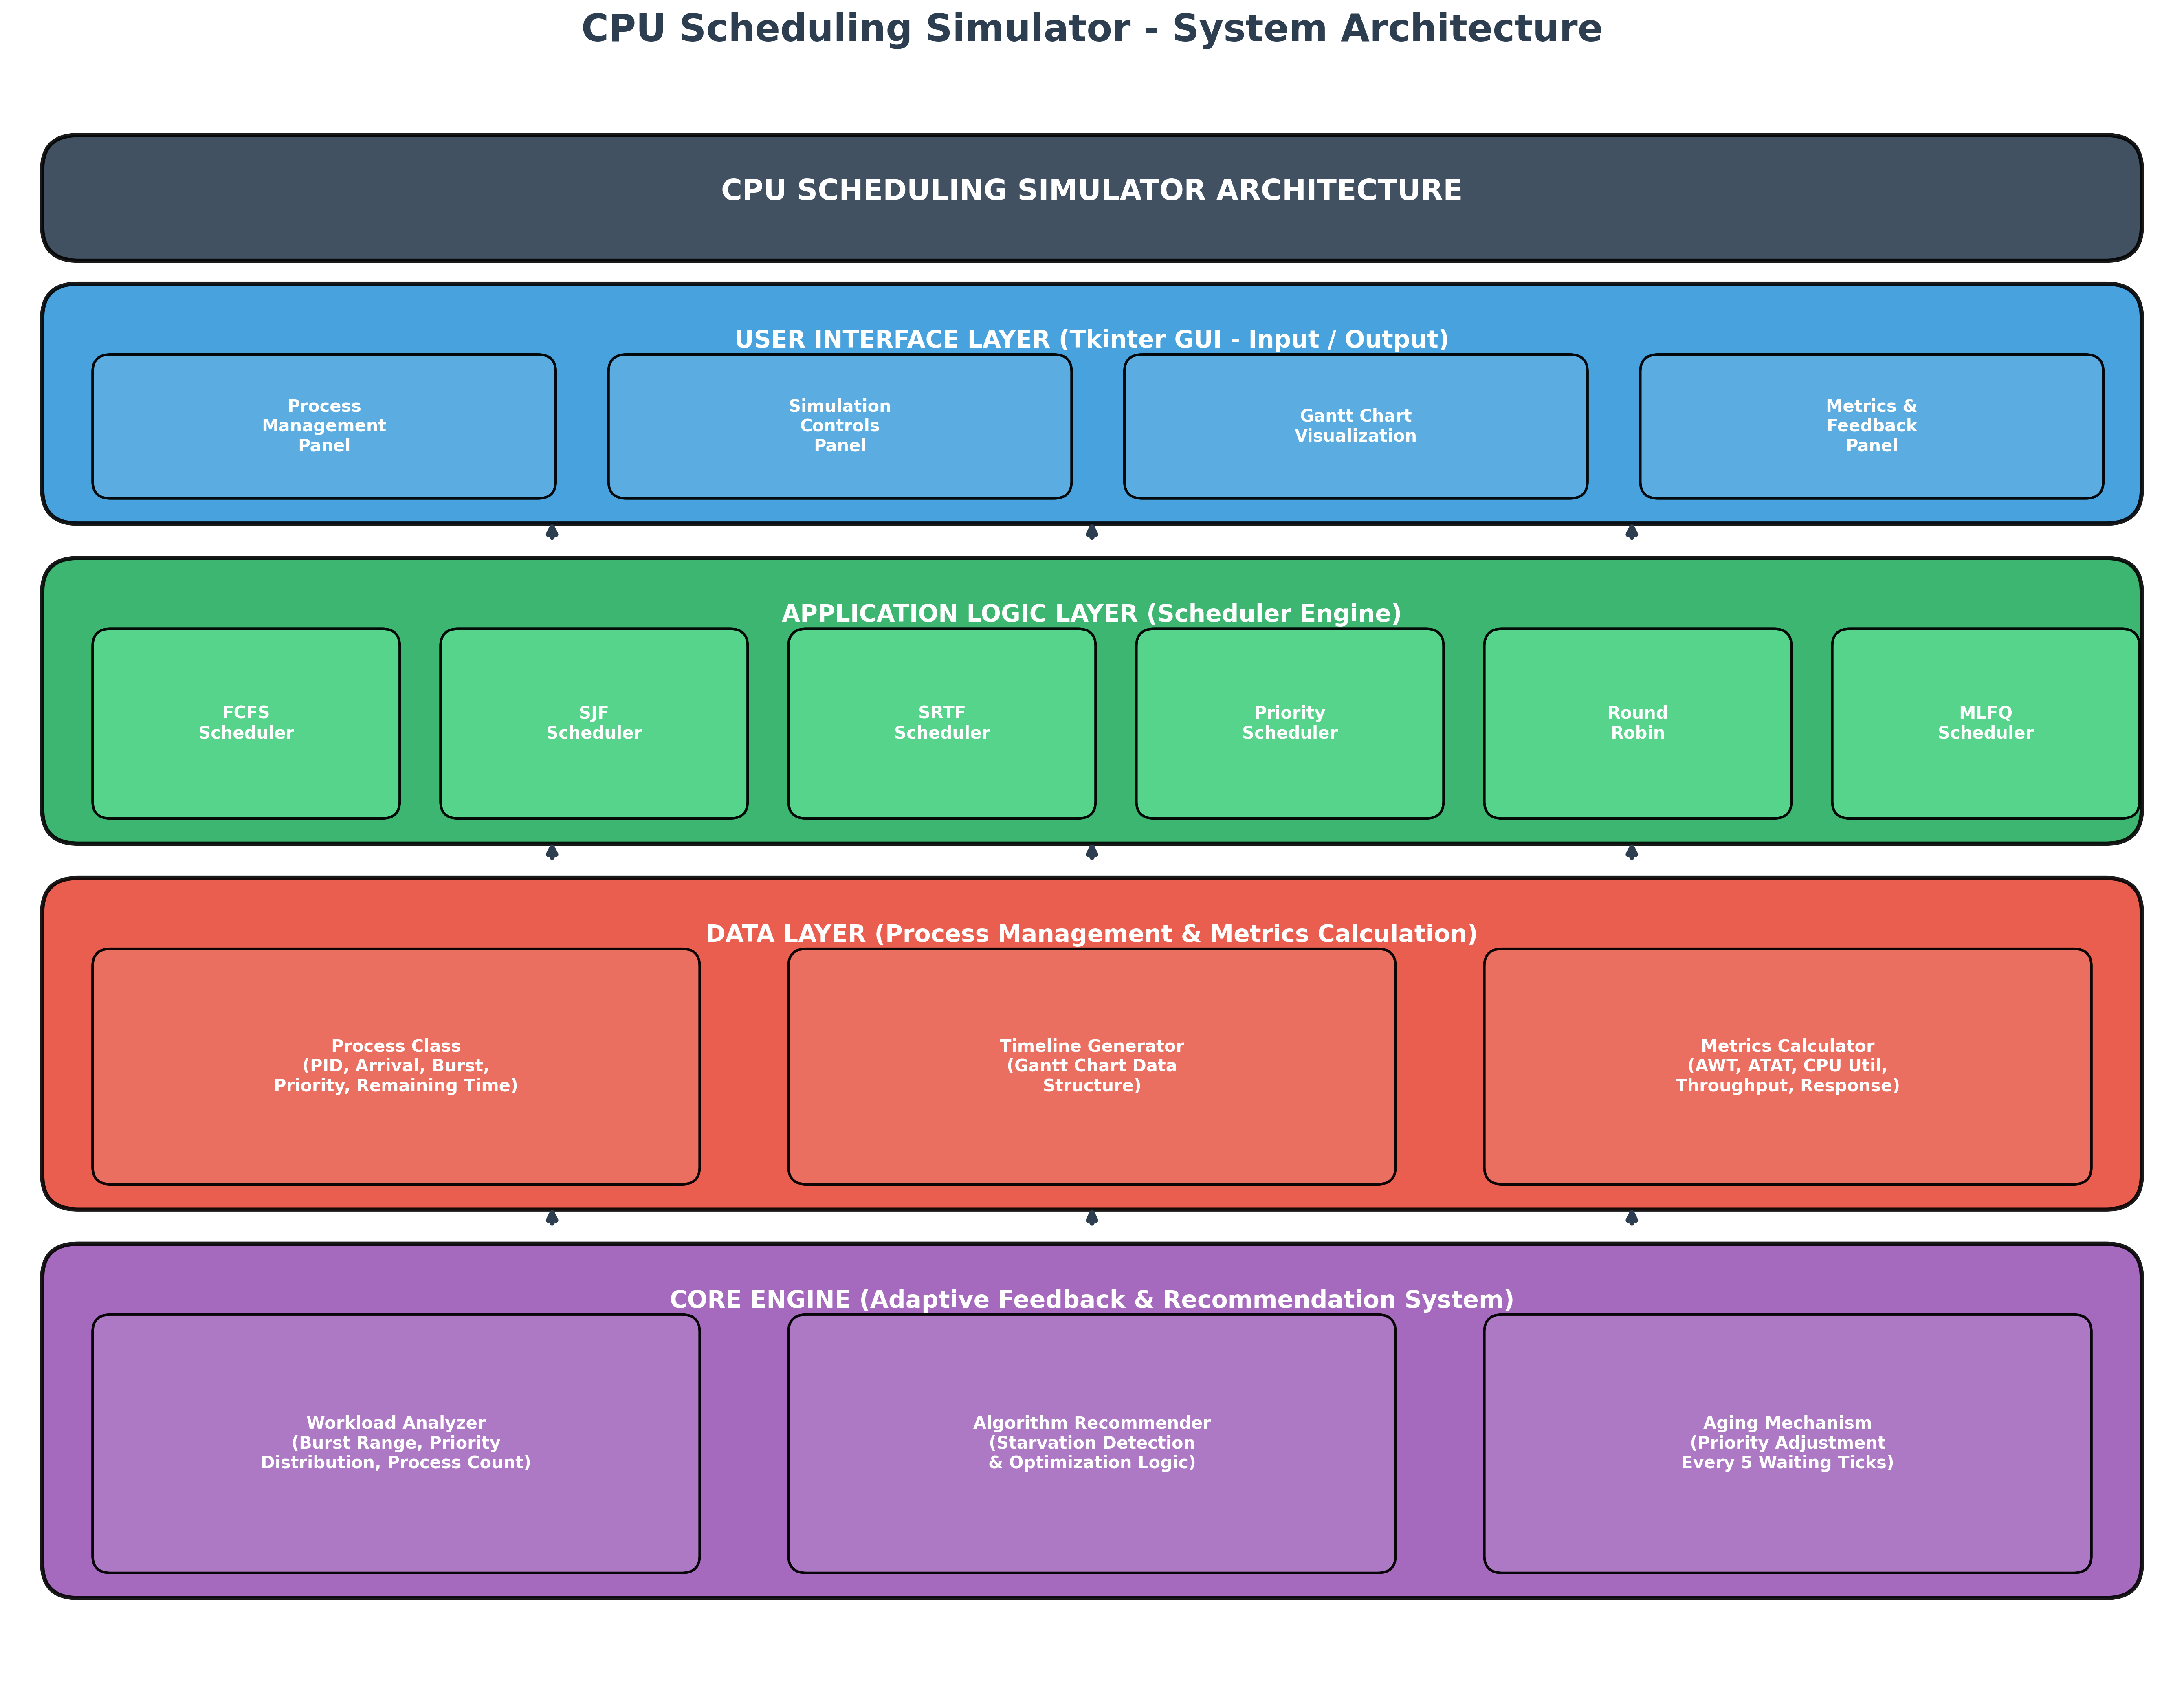 CPU Scheduling Simulator - System Architecture
CPU SCHEDULING SIMULATOR ARCHITECTURE
USER INTERFACE LAYER (Tkinter GUI - Input / Output)
Process
Management
Panel
Simulation
Controls
Panel
Gantt Chart
Visualization
Metrics &
Feedback
Panel
APPLICATION LOGIC LAYER (Scheduler Engine)
FCFS
Scheduler
SJF
Scheduler
SRTF
Scheduler
Priority
Scheduler
Round
Robin
MLFQ
Scheduler
DATA LAYER (Process Management & Metrics Calculation)
Process Class
(PID, Arrival, Burst,
Priority, Remaining Time)
Timeline Generator
(Gantt Chart Data
Structure)
Metrics Calculator
(AWT, ATAT, CPU Util,
Throughput, Response)
CORE ENGINE (Adaptive Feedback & Recommendation System)
Workload Analyzer
(Burst Range, Priority
Distribution, Process Count)
Algorithm Recommender
(Starvation Detection
& Optimization Logic)
Aging Mechanism
(Priority Adjustment
Every 5 Waiting Ticks)